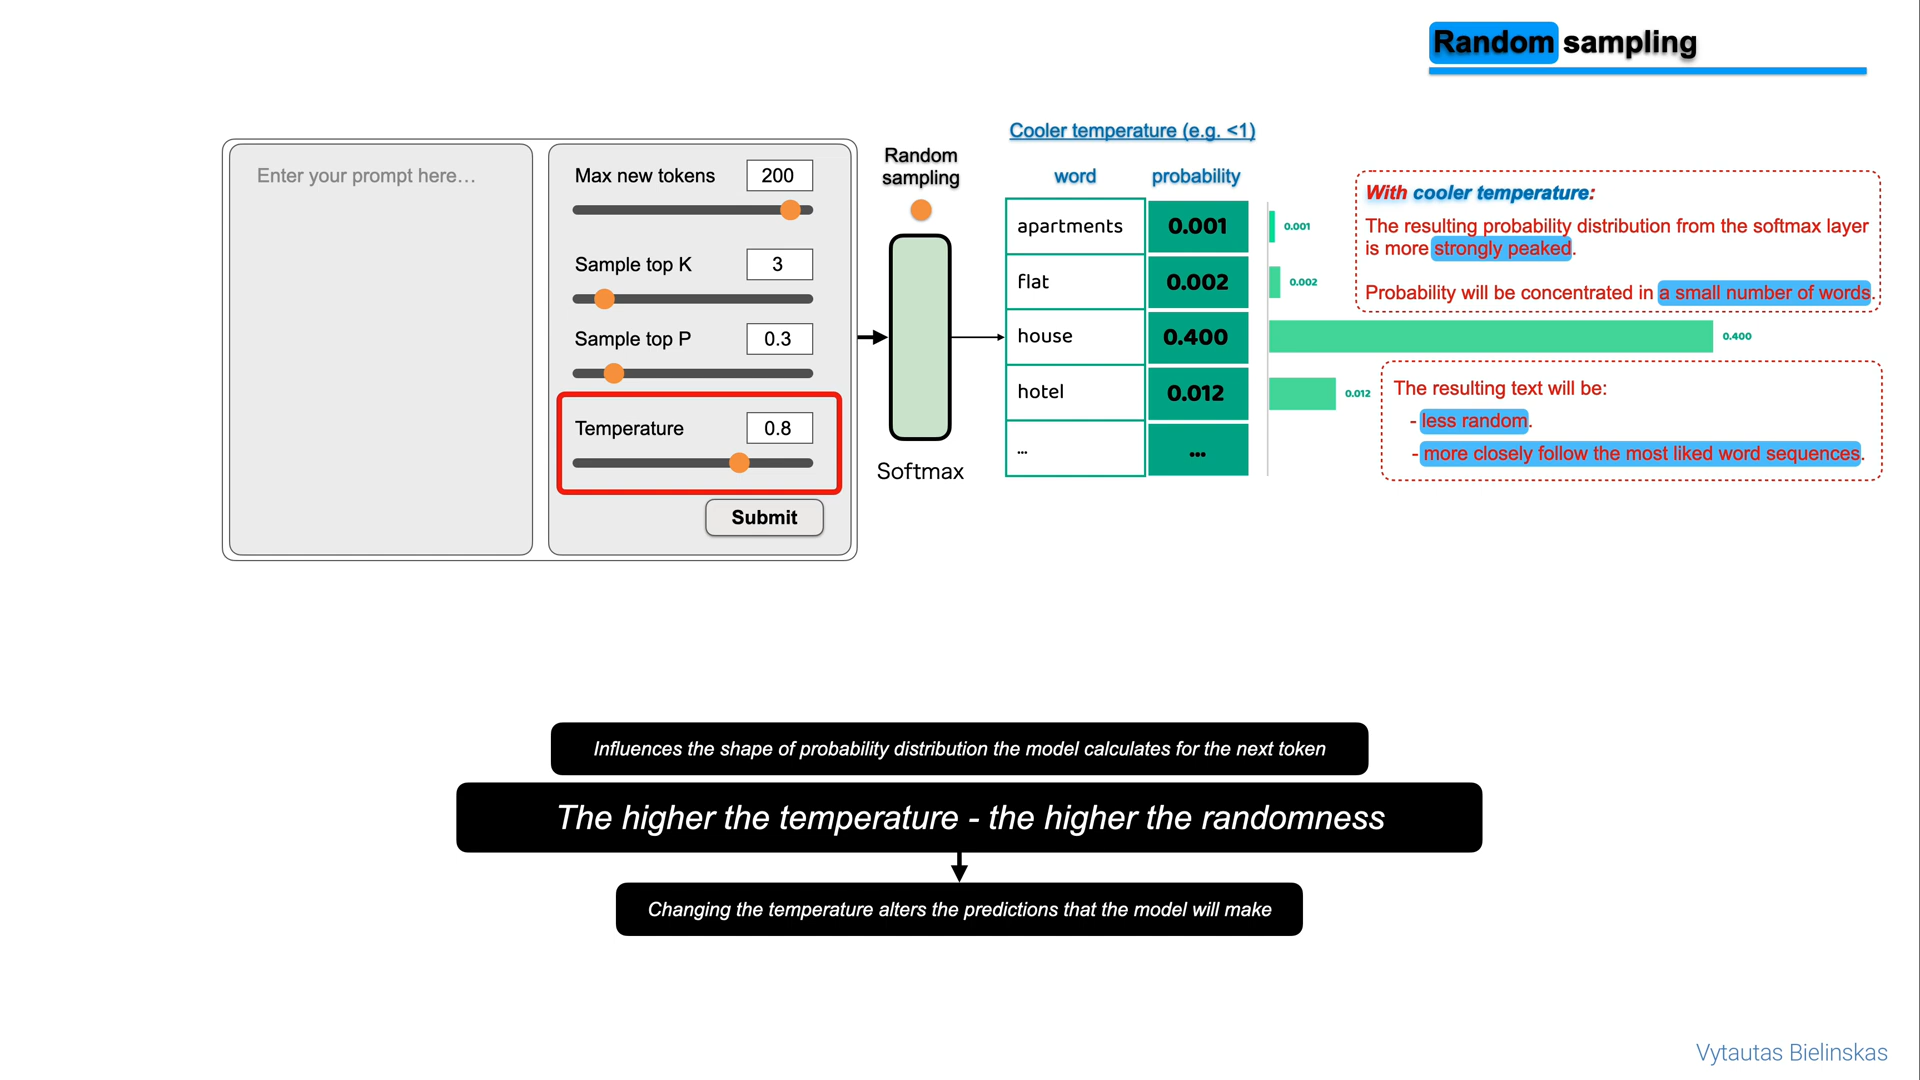 Random sampling
Enter your prompt here...
Max new tokens 200
Sample top K 3
Sample top P 0.3
Temperature 0.8
Submit
Random
sampling
Softmax
Cooler temperature (e.g. <1)
word probability
apartments 0.001 0.001
flat 0.002 0.002
house 0.400 0.400
hotel 0.012 0.012
... ...
With cooler temperature:
The resulting probability distribution from the softmax layer
is more strongly peaked.
Probability will be concentrated in a small number of words.
The resulting text will be:
- less random.
- more closely follow the most liked word sequences.
Influences the shape of probability distribution the model calculates for the next token
The higher the temperature - the higher the randomness
Changing the temperature alters the predictions that the model will make
Vytautas Bielinskas